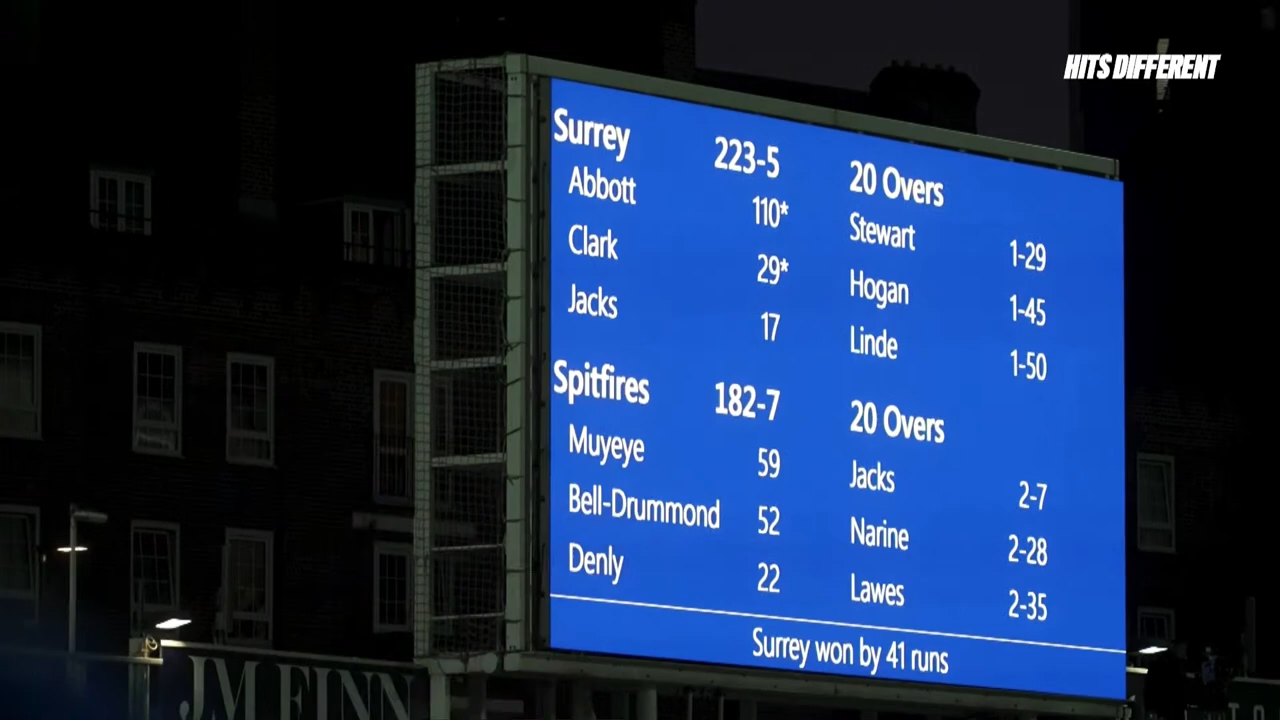 HITS DIFFERENT
Surrey 223-5 20 Overs
Abbott 110* Stewart 1-29
Clark 29* Hogan 1-45
Jacks 17 Linde 1-50
Spitfires 182-7 20 Overs
Muyeye 59 Jacks 2-7
Bell-Drummond 52 Narine 2-28
Denly 22 Lawes 2-35
Surrey won by 41 runs
JM FINN